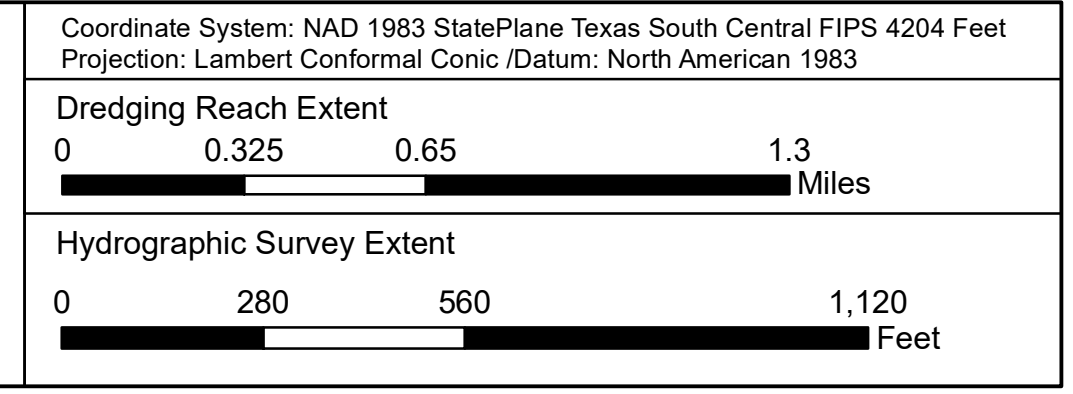 Coordinate System: NAD 1983 StatePlane Texas South Central FIPS 4204 Feet
Projection: Lambert Conformal Conic /Datum: North American 1983
Dredging Reach Extent
0 0.325 0.65 1.3
Miles
Hydrographic Survey Extent
0 280 560 1,120
Feet